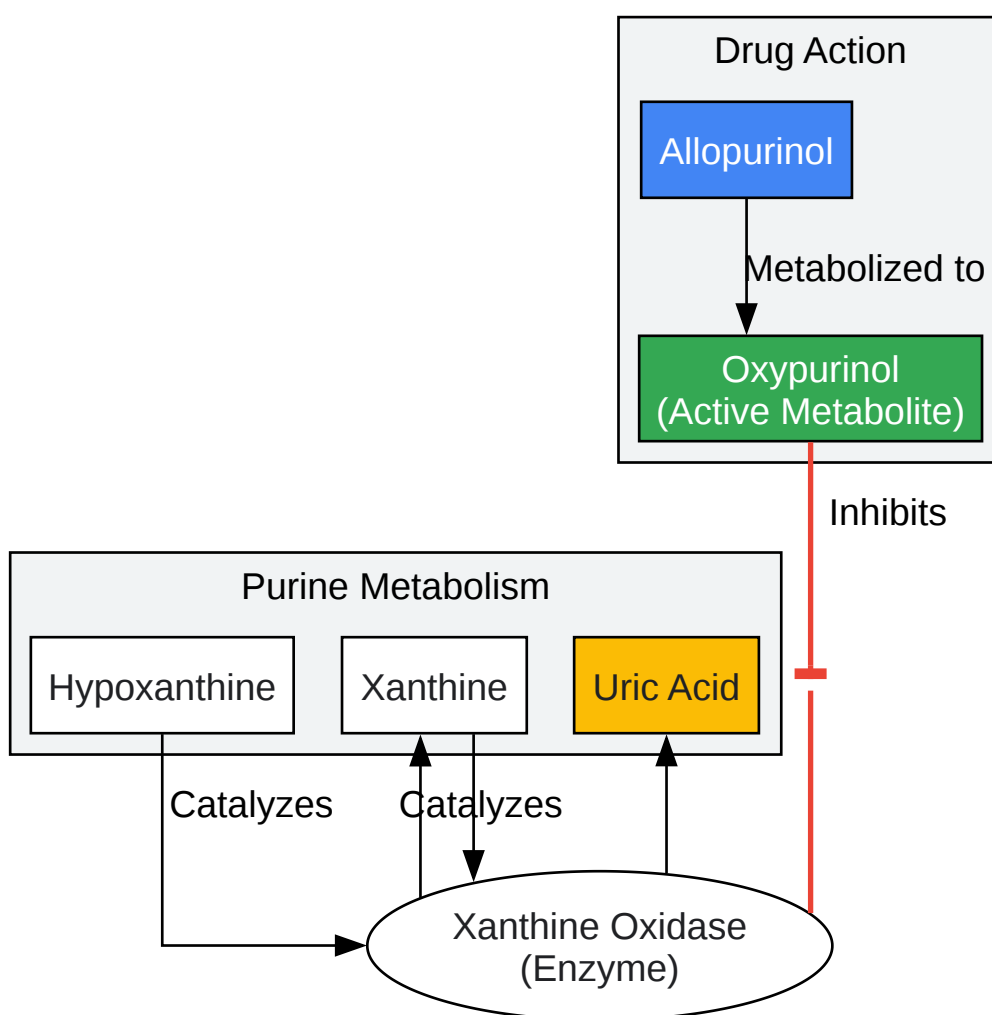 Drug Action
Allopurinol
Metabolized to
Oxypurinol
(Active Metabolite)
Inhibits
Purine Metabolism
Hypoxanthine
Xanthine
Uric Acid
Catalyzes
Catalyzes
Xanthine Oxidase
(Enzyme)